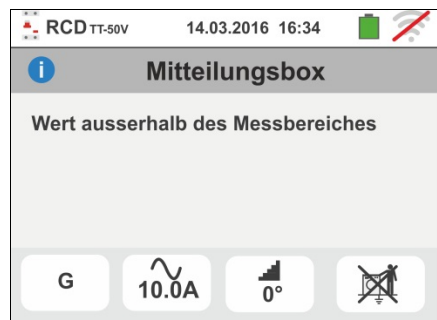 RCD TT-50V 14.03.2016 16:34
i Mitteilungsbox
Wert ausserhalb des Messbereiches
G 10.0A 0°